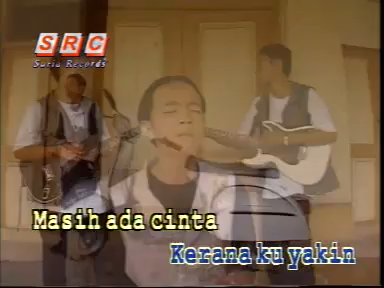 SRC
Suria Records
Masih ada cinta
Kerana ku yakin